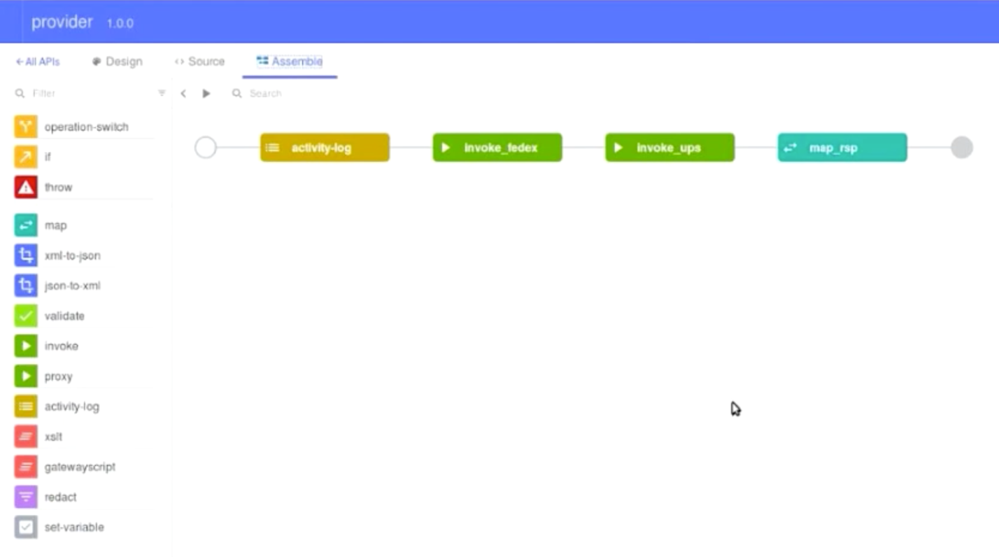 provider 1.0.0
All APIs Design Source Assemble
Filter Search
operation-switch
if
throw
map
xml-to-json
json-to-xml
validate
invoke
proxy
activity-log
xslt
gatewayscript
redact
set-variable
activity-log invoke_fedex invoke_ups map_rsp